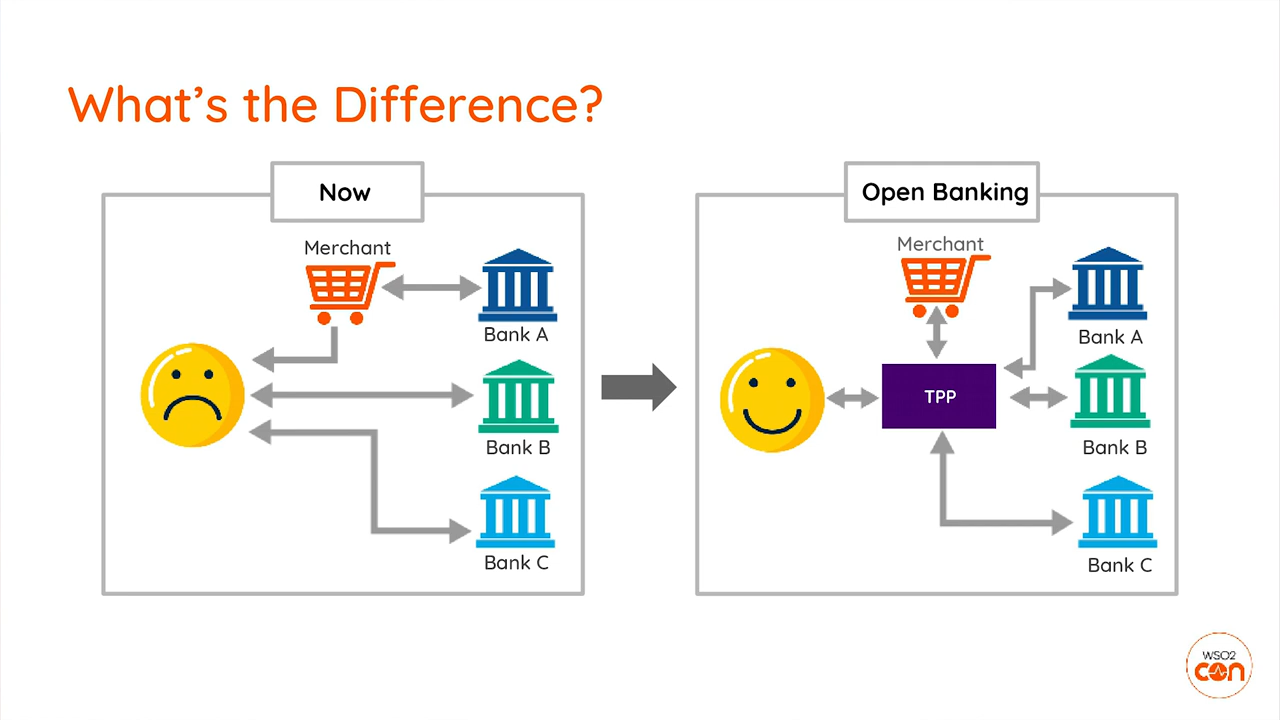 What's the Difference?
Now
Merchant
Bank A
Bank B
Bank C
Open Banking
Merchant
TPP
Bank A
Bank B
Bank C
WSO2
con